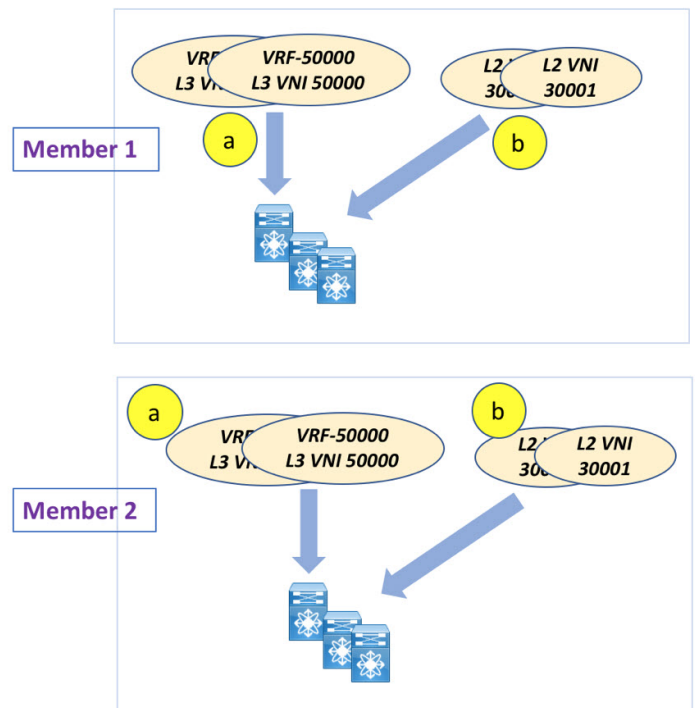 VRF-50000
L3 VNI 50000
L2 VNI
30001
a
b
Member 1
a
b
VRF-50000
L3 VNI 50000
L2 VNI
30001
Member 2